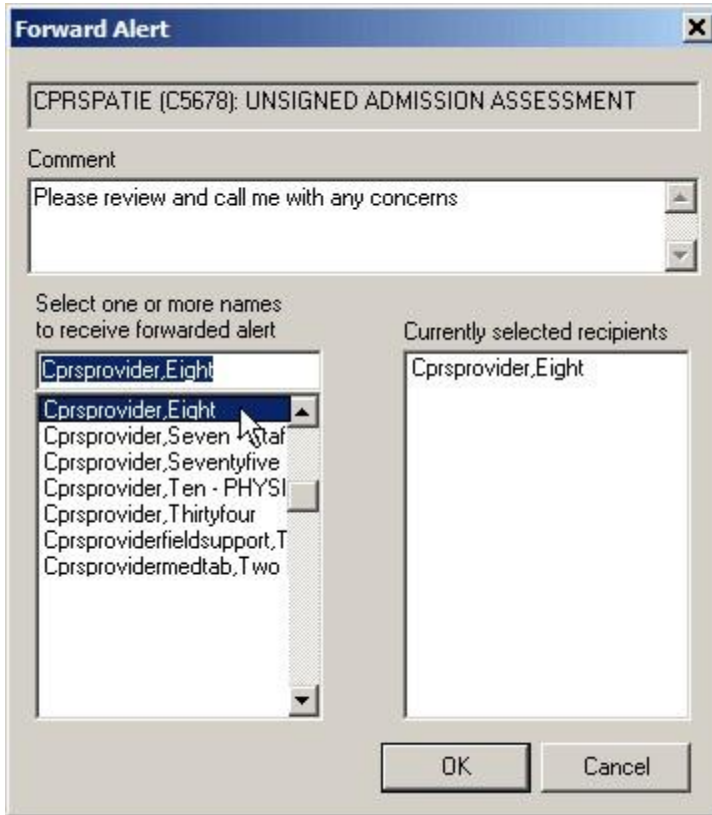 Forward Alert
CPRSPATIE (C5678): UNSIGNED ADMISSION ASSESSMENT
Comment
Please review and call me with any concerns
Select one or more names
to receive forwarded alert
Cprsprovider,Eight
Cprsprovider,Eight
Cprsprovider,Seven - Staf
Cprsprovider,Seventyfive
Cprsprovider,Ten - PHYSI
Cprsprovider,Thirtyfour
Cprsproviderfieldsupport,T
Cprsprovidermedtab,Two
Currently selected recipients
Cprsprovider,Eight
OK
Cancel